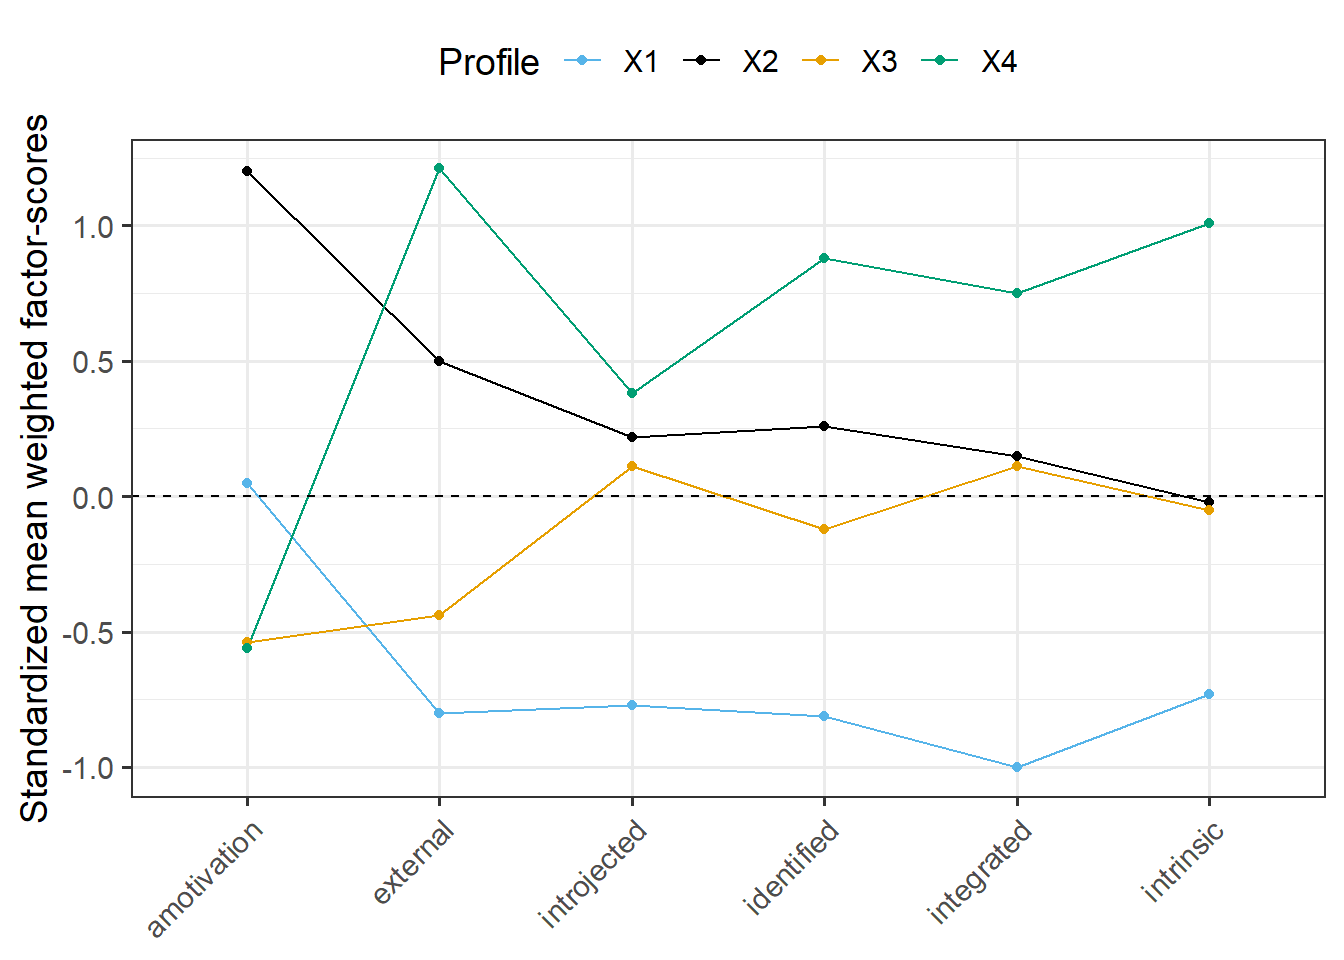 Profile X1 X2 X3 X4
Standardized mean weighted factor-scores
1.0
0.5
0.0
-0.5
-1.0
amotivation
external
introjected
identified
integrated
intrinsic